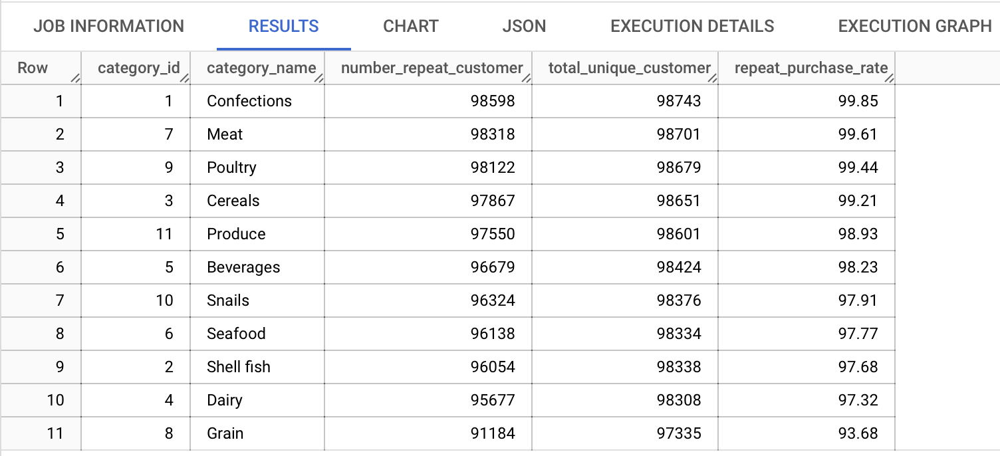 JOB INFORMATION RESULTS CHART JSON EXECUTION DETAILS EXECUTION GRAPH
Row category_id category_name number_repeat_customer total_unique_customer repeat_purchase_rate
1 1 Confections 98598 98743 99.85
2 7 Meat 98318 98701 99.61
3 9 Poultry 98122 98679 99.44
4 3 Cereals 97867 98651 99.21
5 11 Produce 97550 98601 98.93
6 5 Beverages 96679 98424 98.23
7 10 Snails 96324 98376 97.91
8 6 Seafood 96138 98334 97.77
9 2 Shell fish 96054 98338 97.68
10 4 Dairy 95677 98308 97.32
11 8 Grain 91184 97335 93.68